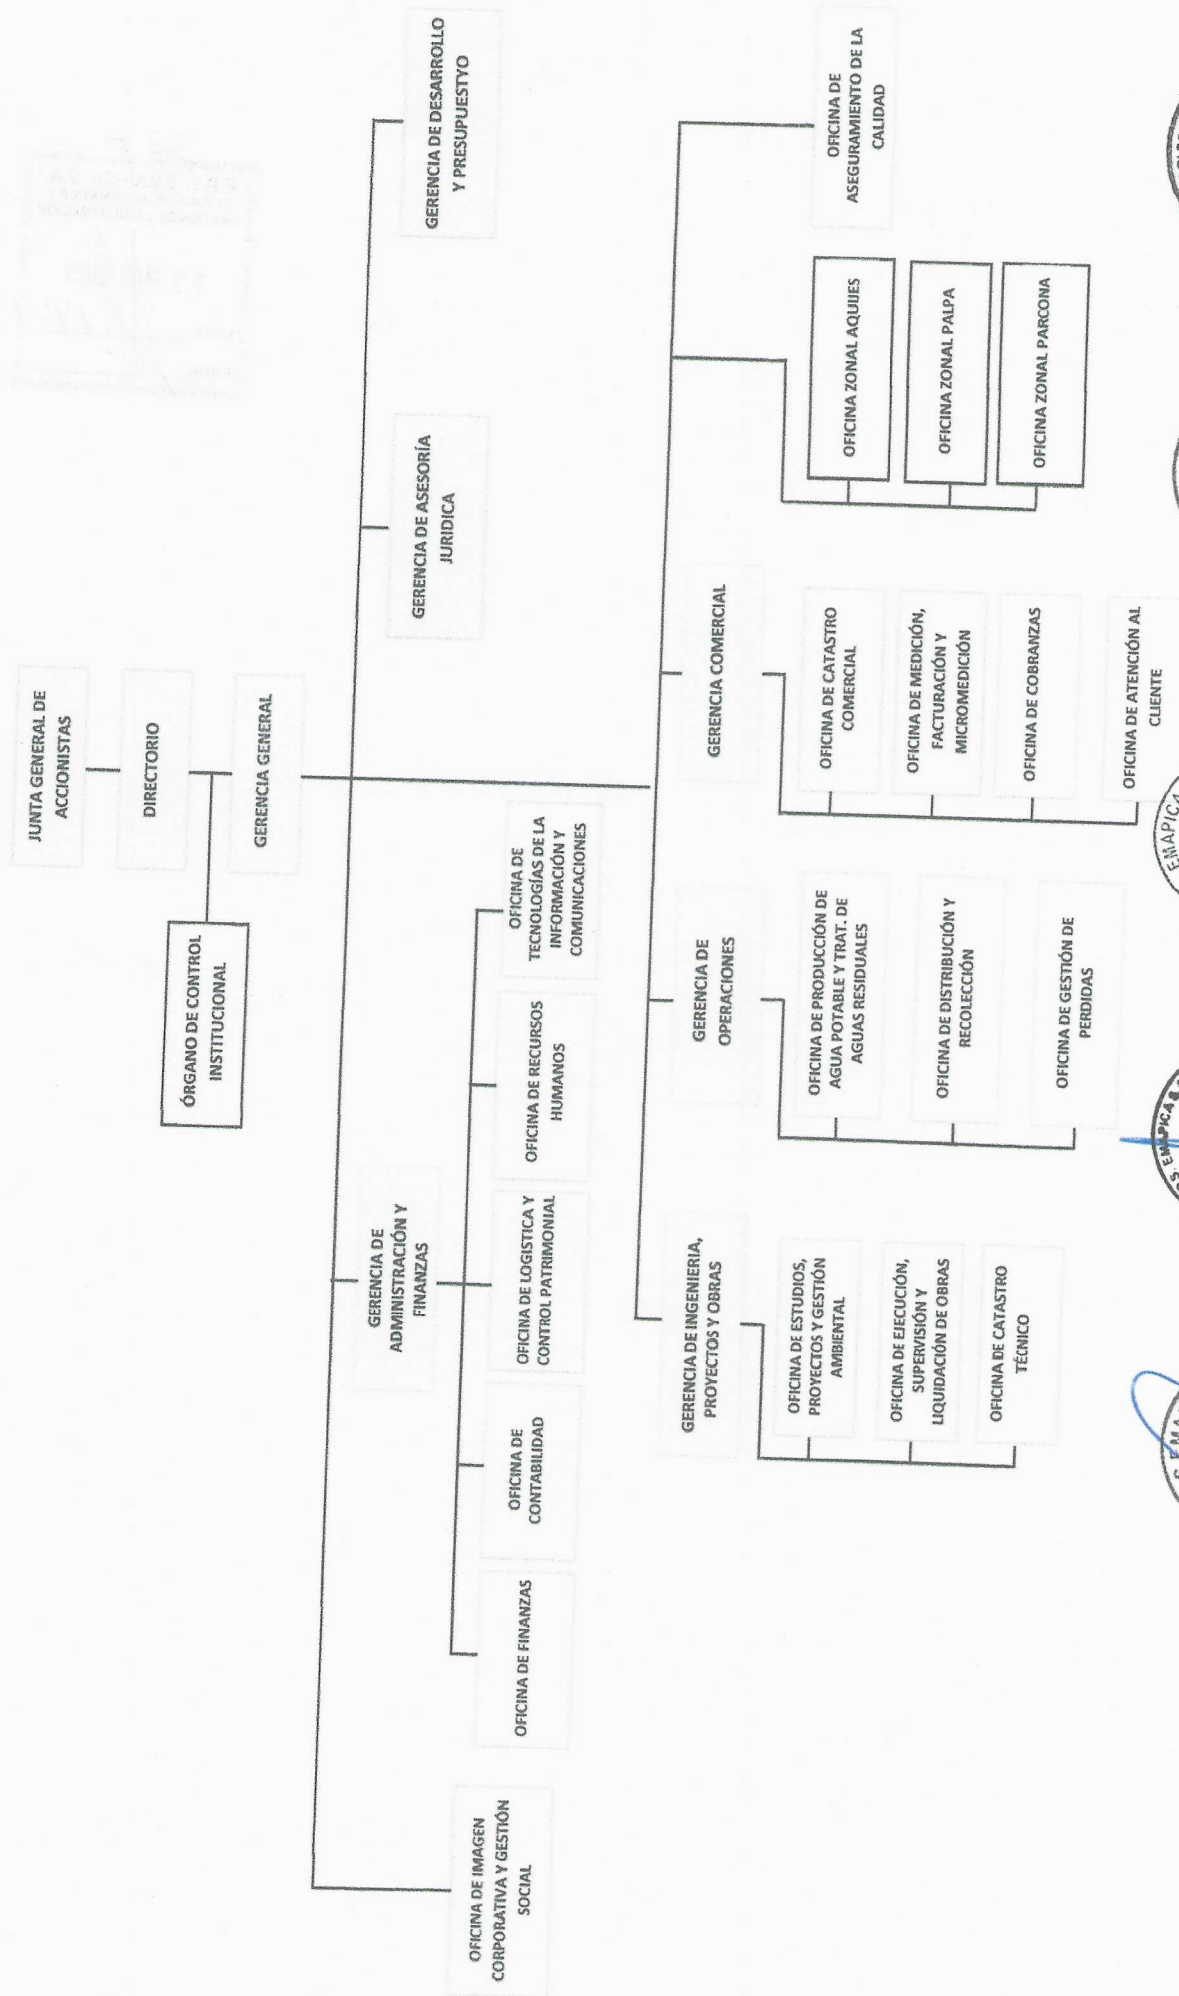 JUNTA GENERAL DE
ACCIONISTAS
DIRECTORIO
ÓRGANO DE CONTROL
INSTITUCIONAL
GERENCIA GENERAL
OFICINA DE IMAGEN
CORPORATIVA Y GESTIÓN
SOCIAL
GERENCIA DE
ADMINISTRACIÓN Y
FINANZAS
GERENCIA DE ASESORÍA
JURIDICA
GERENCIA DE DESARROLLO
Y PRESUPUESTYO
OFICINA DE FINANZAS
OFICINA DE
CONTABILIDAD
OFICINA DE LOGISTICA Y
CONTROL PATRIMONIAL
OFICINA DE RECURSOS
HUMANOS
OFICINA DE
TECNOLOGÍAS DE LA
INFORMACIÓN Y
COMUNICACIONES
GERENCIA DE INGENIERIA,
PROYECTOS Y OBRAS
OFICINA DE ESTUDIOS,
PROYECTOS Y GESTIÓN
AMBIENTAL
OFICINA DE EJECUCIÓN,
SUPERVISIÓN Y
LIQUIDACIÓN DE OBRAS
OFICINA DE CATASTRO
TÉCNICO
GERENCIA DE
OPERACIONES
OFICINA DE PRODUCCIÓN DE
AGUA POTABLE Y TRAT. DE
AGUAS RESIDUALES
OFICINA DE DISTRIBUCIÓN Y
RECOLECCIÓN
OFICINA DE GESTIÓN DE
PERDIDAS
GERENCIA COMERCIAL
OFICINA DE CATASTRO
COMERCIAL
OFICINA DE MEDICIÓN,
FACTURACIÓN Y
MICROMEDICIÓN
OFICINA DE COBRANZAS
OFICINA DE ATENCIÓN AL
CLIENTE
OFICINA ZONAL AQUIJES
OFICINA ZONAL PALPA
OFICINA ZONAL PARCONA
OFICINA DE
ASEGURAMIENTO DE LA
CALIDAD
EMAPICA